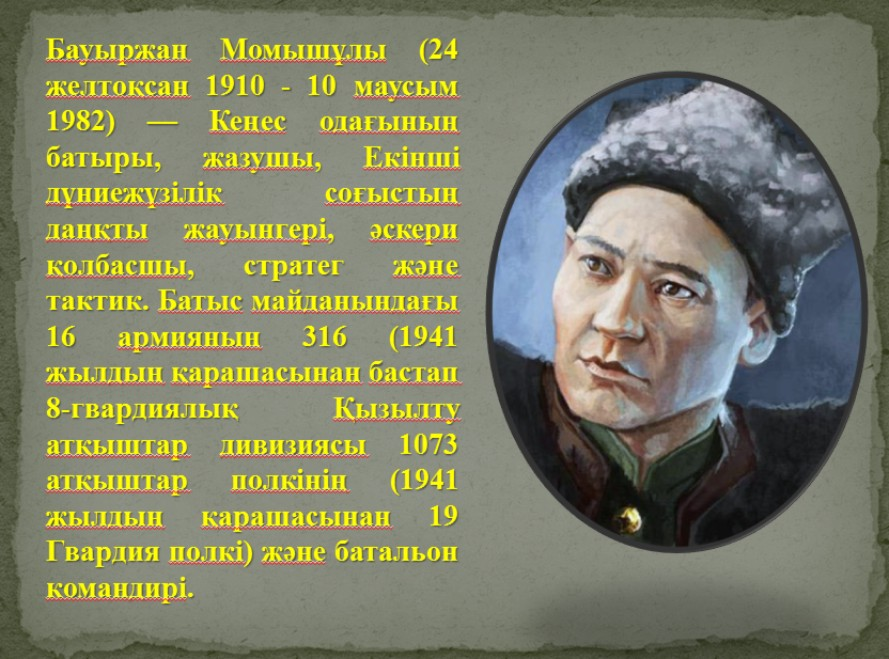 Бауыржан Момышұлы (24
желтоқсан 1910 - 10 маусым
1982) — Кеңес одағының
батыры, жазушы, Екінші
дүниежүзілік соғыстың
даңқты жауынгері, әскери
қолбасшы, стратег және
тактик. Батыс майданындағы
16 армияның 316 (1941
жылдың қарашасынан бастап
8-гвардиялық Қызылту
атқыштар дивизиясы 1073
атқыштар полкінің (1941
жылдың қарашасынан 19
Гвардия полкі) және батальон
командирі.